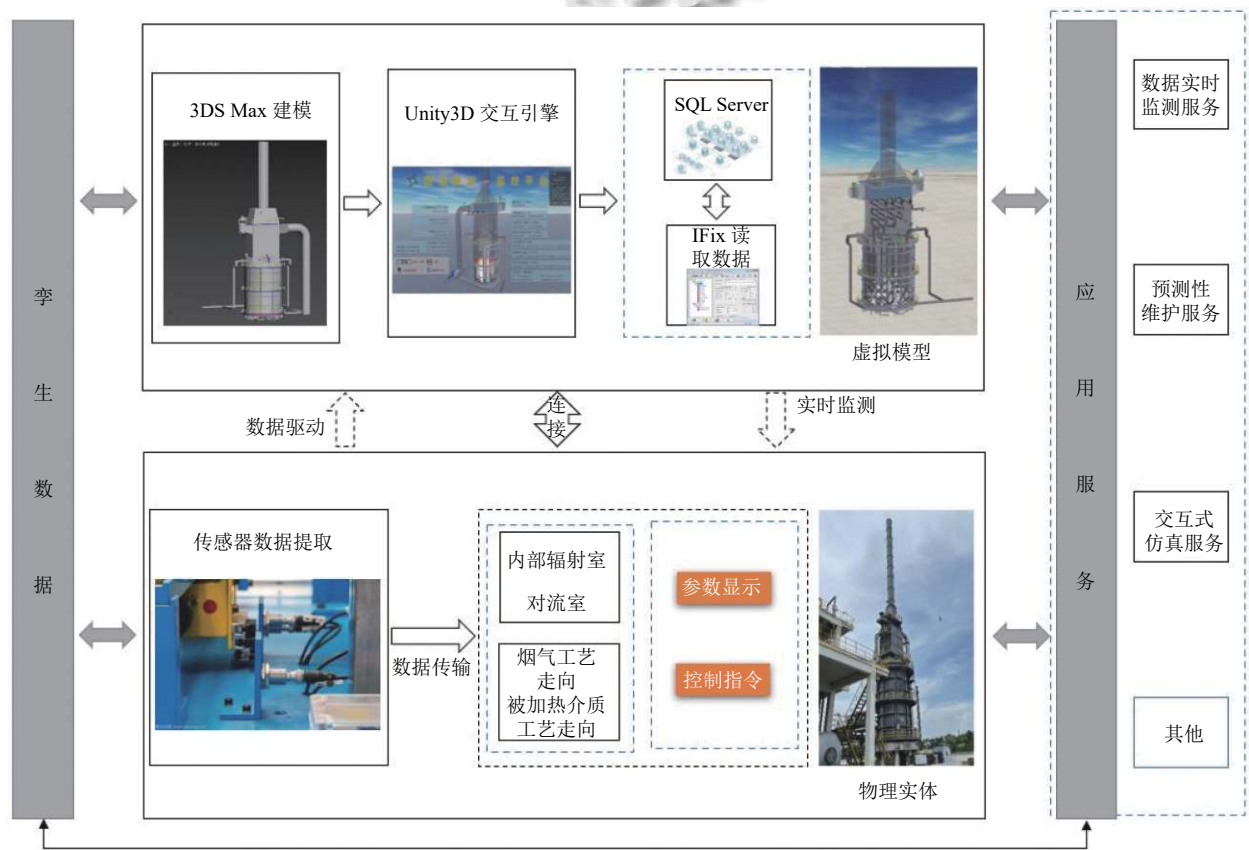 孪生数据
3DS Max 建模
Unity3D 交互引擎
SQL Server
IFix 读
取数据
虚拟模型
数据驱动
连
接
实时监测
传感器数据提取
数据传输
内部辐射室
对流室
烟气工艺
走向
被加热介质
工艺走向
参数显示
控制指令
物理实体
应用服务
数据实时
监测服务
预测性
维护服务
交互式
仿真服务
其他